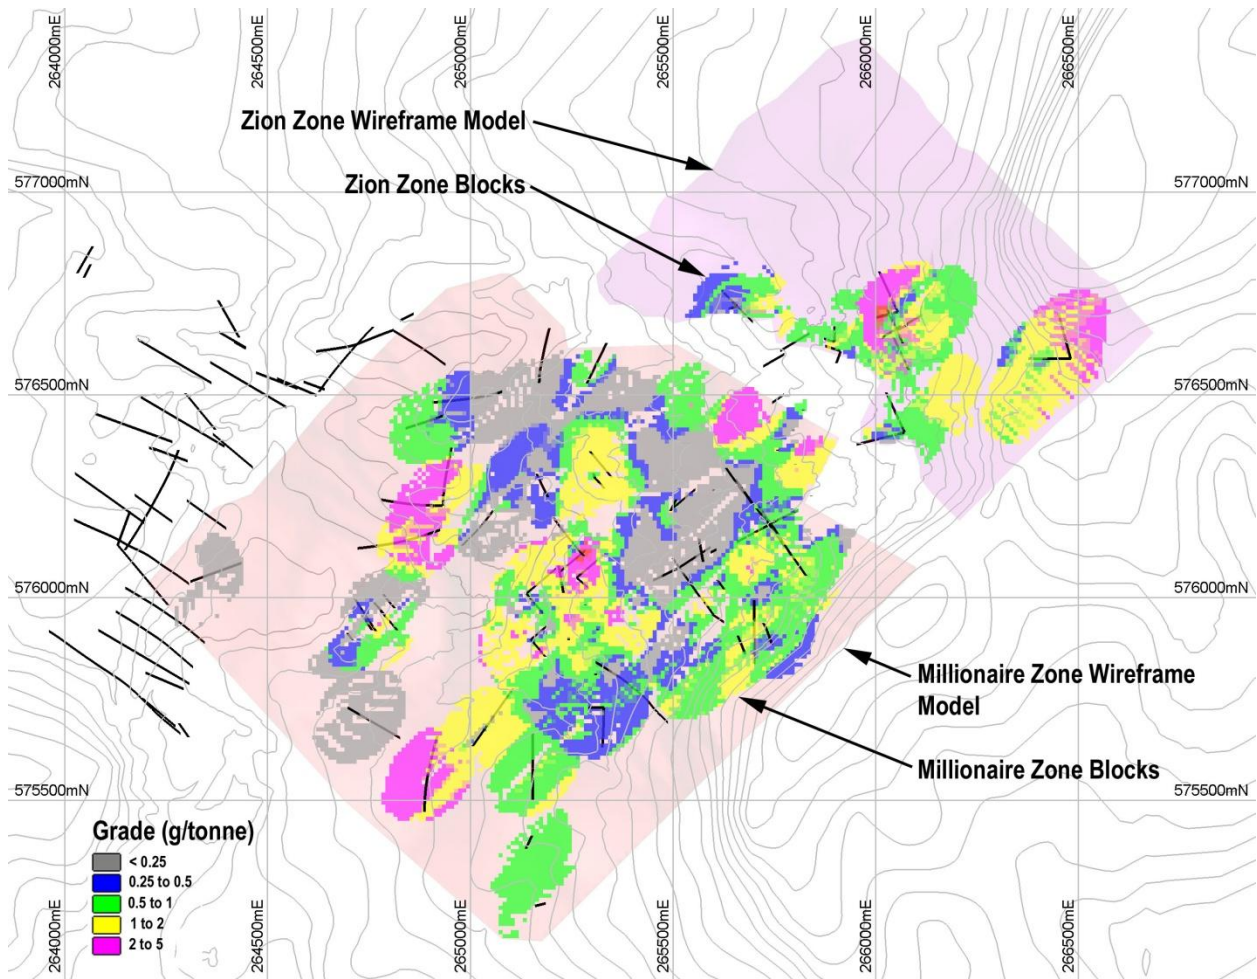 264000mE
264500mE
265000mE
265500mE
266000mE
266500mE
Zion Zone Wireframe Model
Zion Zone Blocks
577000mN
577000mN
576500mN
576500mN
576000mN
576000mN
Millionaire Zone Wireframe
Model
Millionaire Zone Blocks
575500mN
575500mN
Grade (g/tonne)
< 0.25
0.25 to 0.5
0.5 to 1
1 to 2
2 to 5
264000mE
264500mE
265000mE
265500mE
266000mE
266500mE